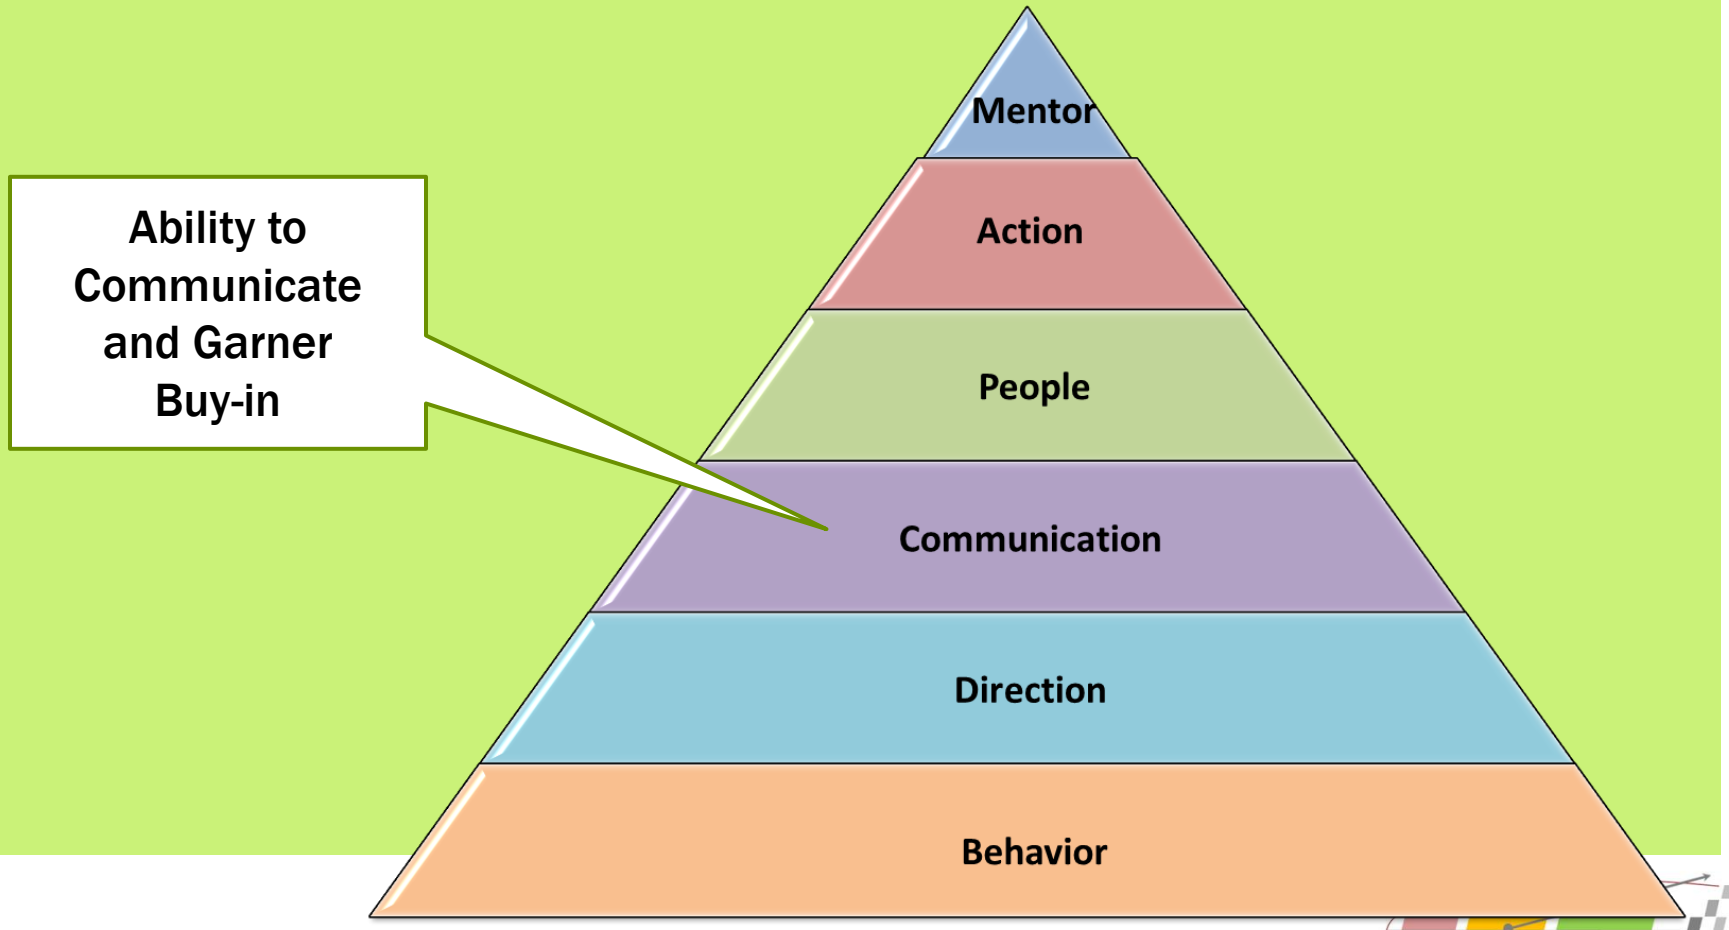 Mentor
Action
Ability to
Communicate
and Garner
Buy-in
People
Communication
Direction
Behavior